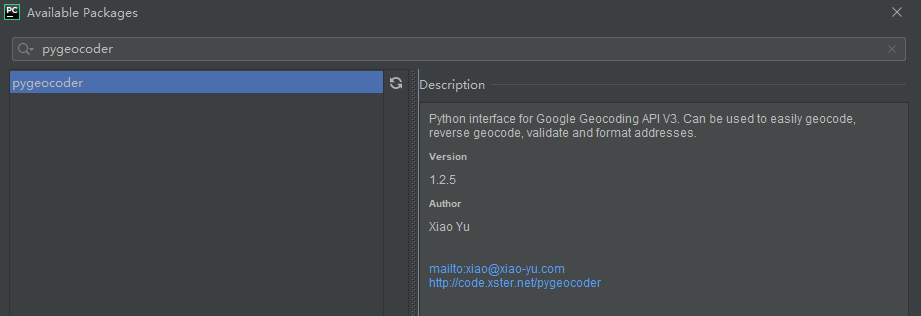 PC Available Packages
pygeocoder
pygeocoder
Description
Python interface for Google Geocoding API V3. Can be used to easily geocode,
reverse geocode, validate and format addresses.
Version
1.2.5
Author
Xiao Yu
mailto:xiao@xiao-yu.com
http://code.xster.net/pygeocoder